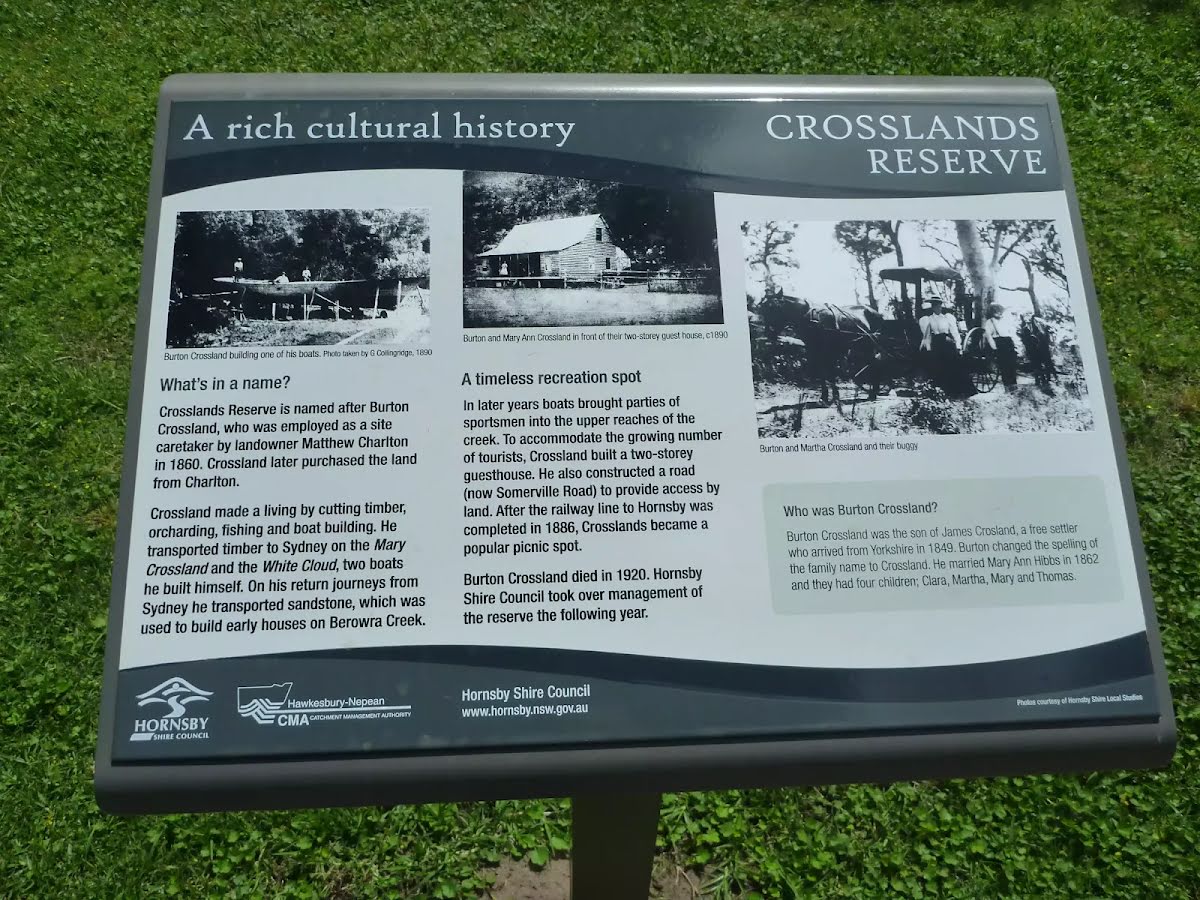 A rich cultural history
CROSSLANDS
RESERVE
Burton Crossland building one of his boats. Photo taken by G Collingridge, 1890
What's in a name?
Crosslands Reserve is named after Burton
Crossland, who was employed as a site
caretaker by landowner Matthew Charlton
in 1860. Crossland later purchased the land
from Charlton.
Crossland made a living by cutting timber,
orcharding, fishing and boat building. He
transported timber to Sydney on the Mary
Crossland and the White Cloud, two boats
he built himself. On his return journeys from
Sydney he transported sandstone, which was
used to build early houses on Berowra Creek.
Burton and Mary Ann Crossland in front of their two-storey guest house, c1890
A timeless recreation spot
In later years boats brought parties of
sportsmen into the upper reaches of the
creek. To accommodate the growing number
of tourists, Crossland built a two-storey
guesthouse. He also constructed a road
(now Somerville Road) to provide access by
land. After the railway line to Hornsby was
completed in 1886, Crosslands became a
popular picnic spot.
Burton Crossland died in 1920. Hornsby
Shire Council took over management of
the reserve the following year.
Burton and Martha Crossland and their buggy
Who was Burton Crossland?
Burton Crossland was the son of James Crosland, a free settler
who arrived from Yorkshire in 1849. Burton changed the spelling of
the family name to Crossland. He married Mary Ann Hibbs in 1862
and they had four children; Clara, Martha, Mary and Thomas.
HORNSBY
SHIRE COUNCIL
Hawkesbury-Nepean
CMA CATCHMENT MANAGEMENT AUTHORITY
Hornsby Shire Council
www.hornsby.nsw.gov.au
Photos courtesy of Hornsby Shire Local Studies